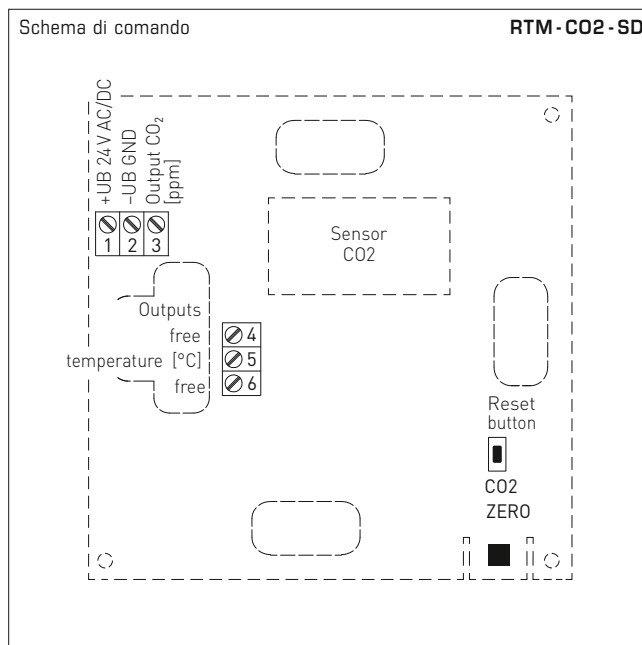 Schema di comando
RTM-CO2-SD
+UB 24V AC/DC
–UB GND
Output CO₂
[ppm]
1 2 3
Sensor
CO2
Outputs
free 4
temperature [°C] 5
free 6
Reset
button
CO2
ZERO